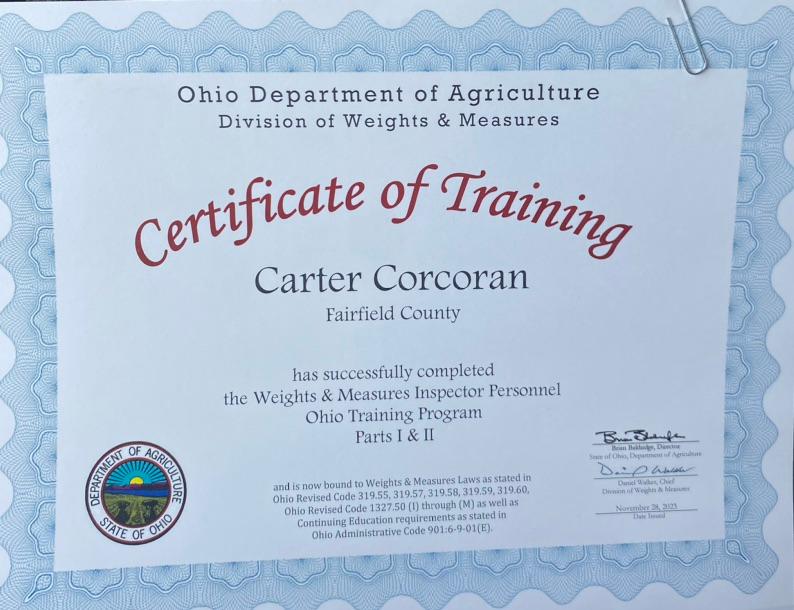 Ohio Department of Agriculture
Division of Weights & Measures
Certificate of Training
Carter Corcoran
Fairfield County
has successfully completed
the Weights & Measures Inspector Personnel
Ohio Training Program
Parts I & II
and is now bound to Weights & Measures Laws as stated in
Ohio Revised Code 319.55, 319.57, 319.58, 319.59, 319.60,
Ohio Revised Code 1327.50 (I) through (M) as well as
Continuing Education requirements as stated in
Ohio Administrative Code 901:6-9-01(E).
DEPARTMENT OF AGRICULTURE
STATE OF OHIO
Brian Baldridge, Director
State of Ohio, Department of Agriculture
Daniel Walker, Chief
Division of Weights & Measures
November 28, 2023
Date Issued